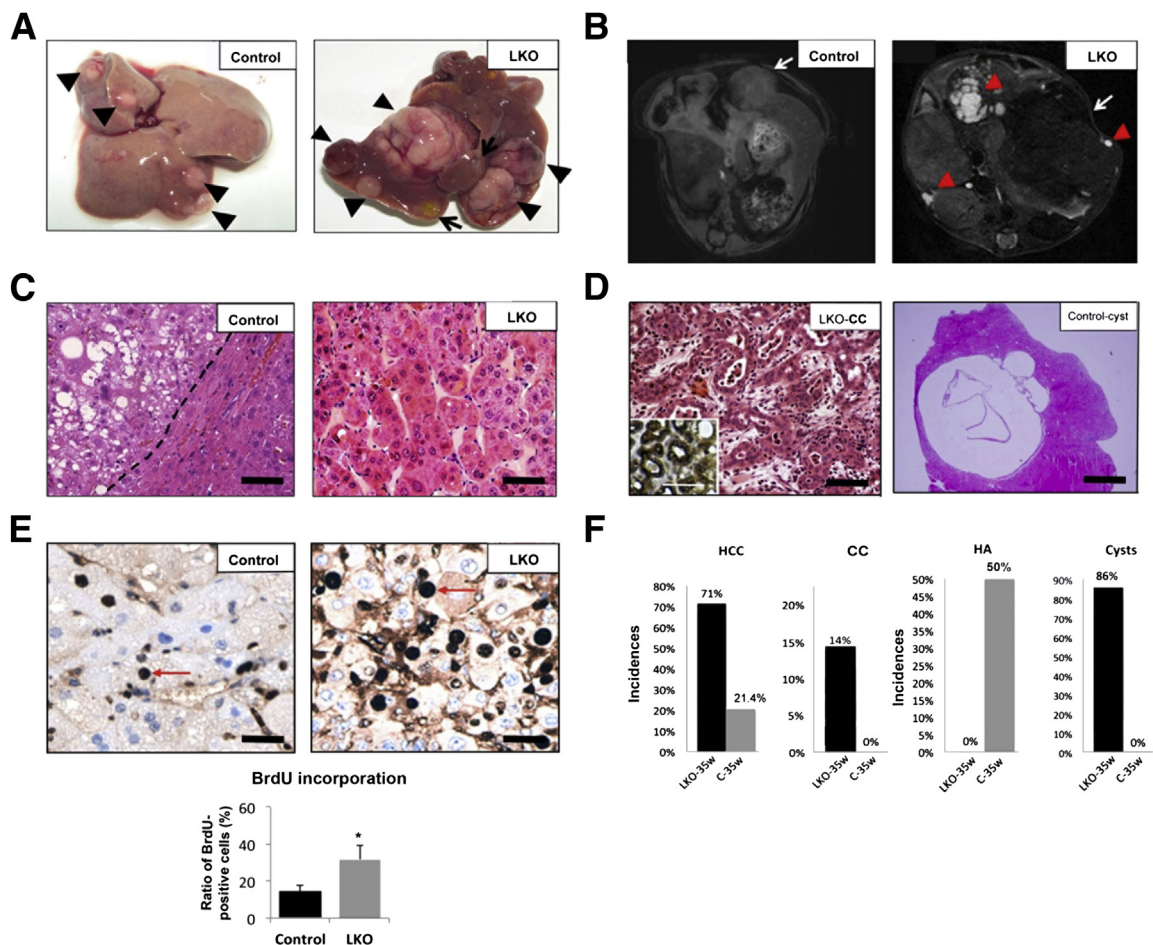 A
Control
LKO
B
Control
LKO
C
Control
LKO
D
LKO-CC
Control-cyst
E
Control
LKO
BrdU incorporation
Ratio of BrdU-
positive cells (%)
60
40
20
0
*
Control
LKO
F
HCC
Incidences
80%
70%
60%
50%
40%
30%
20%
10%
0%
71%
21.4%
LKO-35w
C-35w
CC
20%
15%
10%
5%
0%
14%
0%
LKO-35w
C-35w
HA
Incidences
50%
45%
40%
35%
30%
25%
20%
15%
10%
5%
0%
0%
50%
LKO-35w
C-35w
Cysts
90%
80%
70%
60%
50%
40%
30%
20%
10%
0%
86%
0%
LKO-35w
C-35w